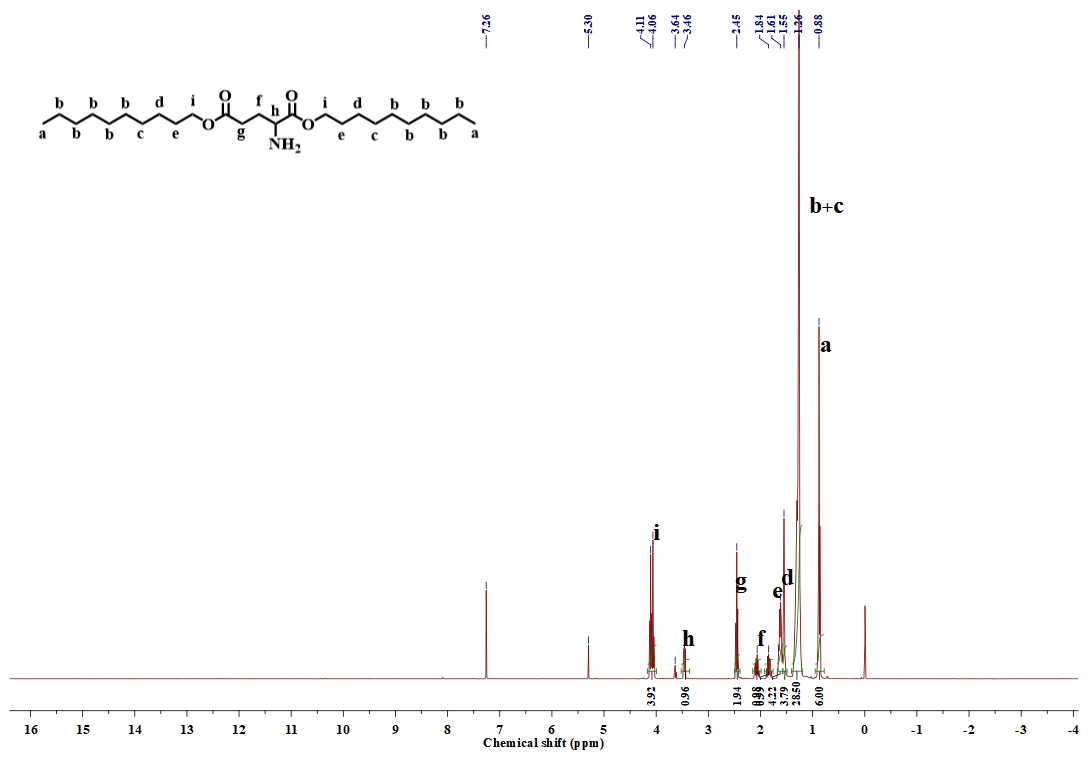 7.26 5.30 4.11 4.06 3.64 3.46 2.45 1.84 1.61 1.55 1.26 0.88
b b b d i O f O i d b b b
a b b c e O g h O e c b b a
NH₂
b+c
a
i
g
h
f
e
d
3.92 0.96 1.94 0.98 4.22 3.79 28.50 6.00
16 15 14 13 12 11 10 9 8 7 6 5 4 3 2 1 0 -1 -2 -3 -4
Chemical shift (ppm)